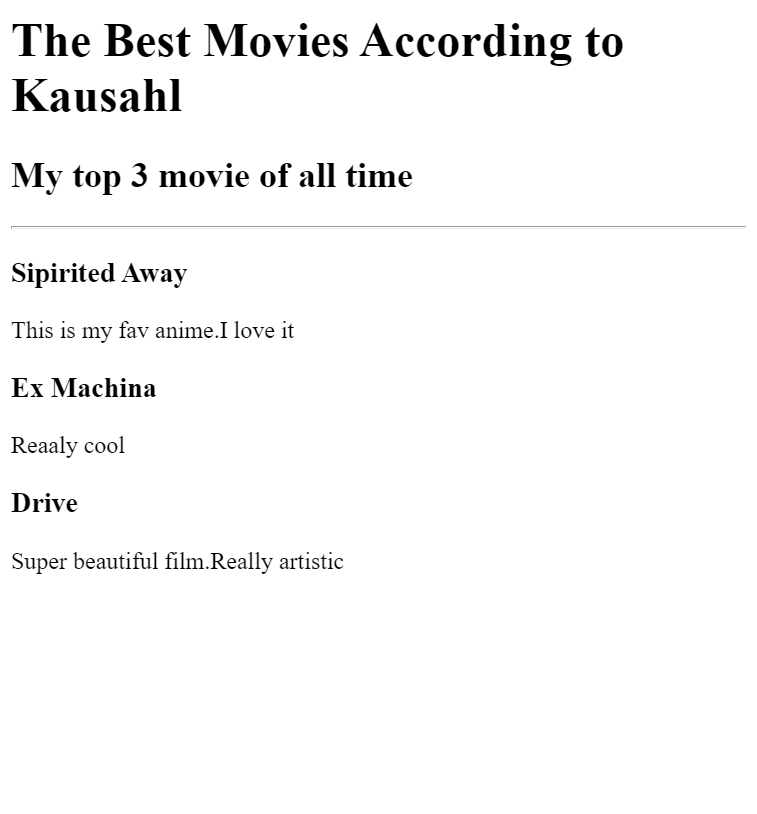 The Best Movies According to
Kausahl
My top 3 movie of all time
Sipirited Away
This is my fav anime.I love it
Ex Machina
Reaaly cool
Drive
Super beautiful film.Really artistic